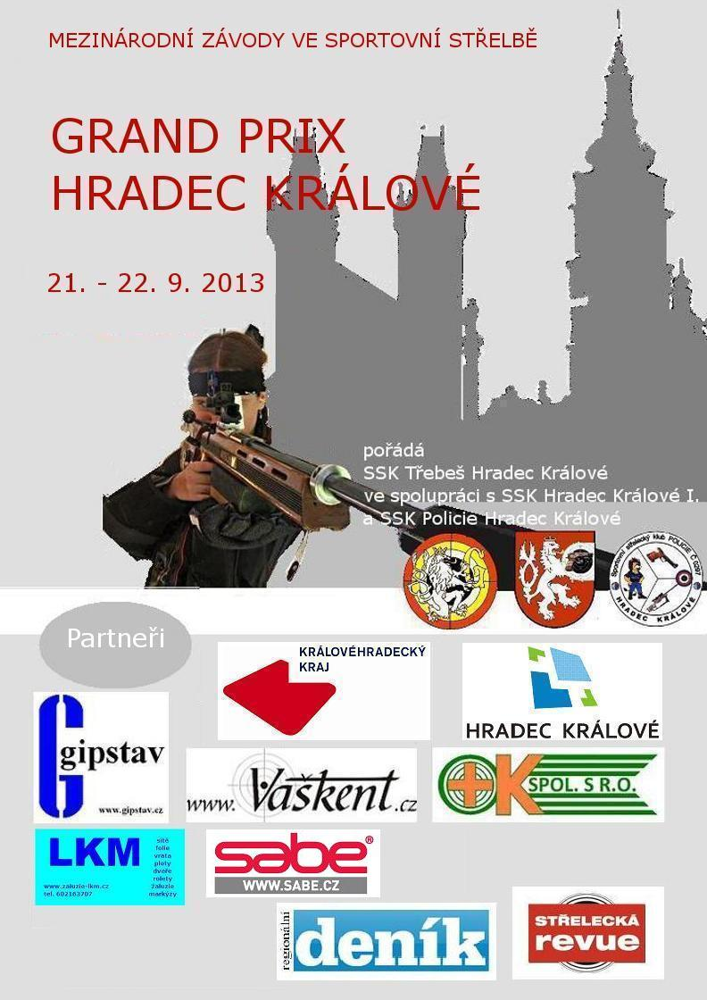 MEZINÁRODNÍ ZÁVODY VE SPORTOVNÍ STŘELBĚ
GRAND PRIX
HRADEC KRÁLOVÉ
21. - 22. 9. 2013
pořádá
SSK Třebeš Hradec Králové
ve spolupráci s SSK Hradec Králové I.
a SSK Policie Hradec Králové
Sportovní střelecký klub POLICIE Č.0297
HRADEC KRÁLOVÉ
Partneři
KRÁLOVÉHRADECKÝ
KRAJ
HRADEC KRÁLOVÉ
Gipstav
www.gipstav.cz
www.Vaškent.cz
+K SPOL. S R.O.
LKM
sítě
folie
vrata
ploty
dveře
rolety
žaluzie
markýzy
www.zaluzie-lkm.cz
tel. 602163707
sabe®
WWW.SABE.CZ
regionální
deník
STŘELECKÁ
revue